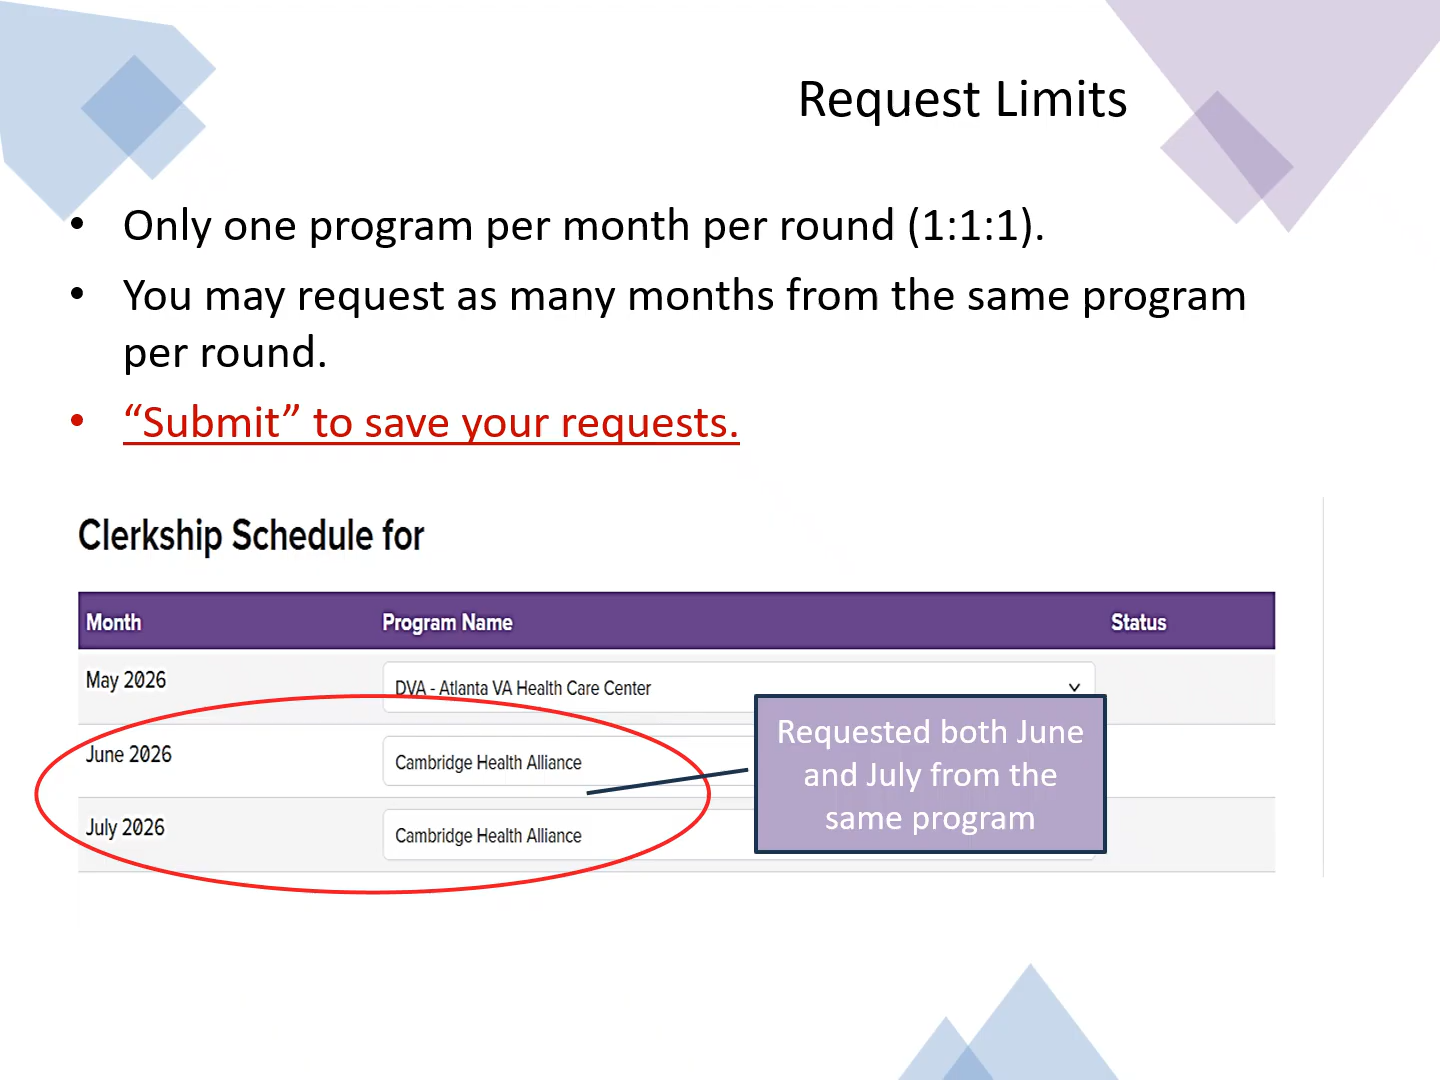 Request Limits
• Only one program per month per round (1:1:1).
• You may request as many months from the same program
per round.
• “Submit” to save your requests.
Clerkship Schedule for
Month Program Name Status
May 2026 DVA - Atlanta VA Health Care Center
June 2026 Cambridge Health Alliance
July 2026 Cambridge Health Alliance
Requested both June
and July from the
same program